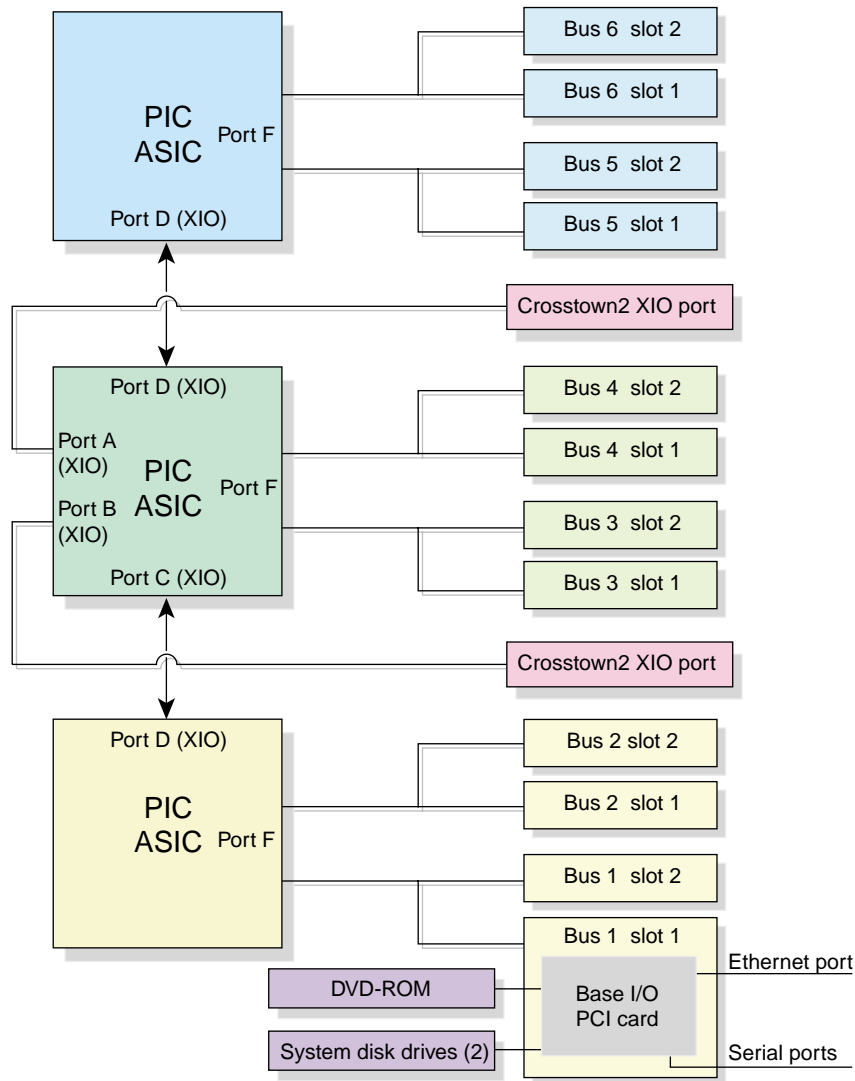 Bus 6 slot 2
Bus 6 slot 1
PIC
ASIC
Port F
Bus 5 slot 2
Bus 5 slot 1
Port D (XIO)
Crosstown2 XIO port
Port D (XIO)
Bus 4 slot 2
Port A
(XIO)
Bus 4 slot 1
PIC
ASIC
Port F
Port B
(XIO)
Bus 3 slot 2
Port C (XIO)
Bus 3 slot 1
Crosstown2 XIO port
Port D (XIO)
Bus 2 slot 2
Bus 2 slot 1
PIC
ASIC
Port F
Bus 1 slot 2
Bus 1 slot 1
Ethernet port
DVD-ROM
Base I/O
PCI card
System disk drives (2)
Serial ports